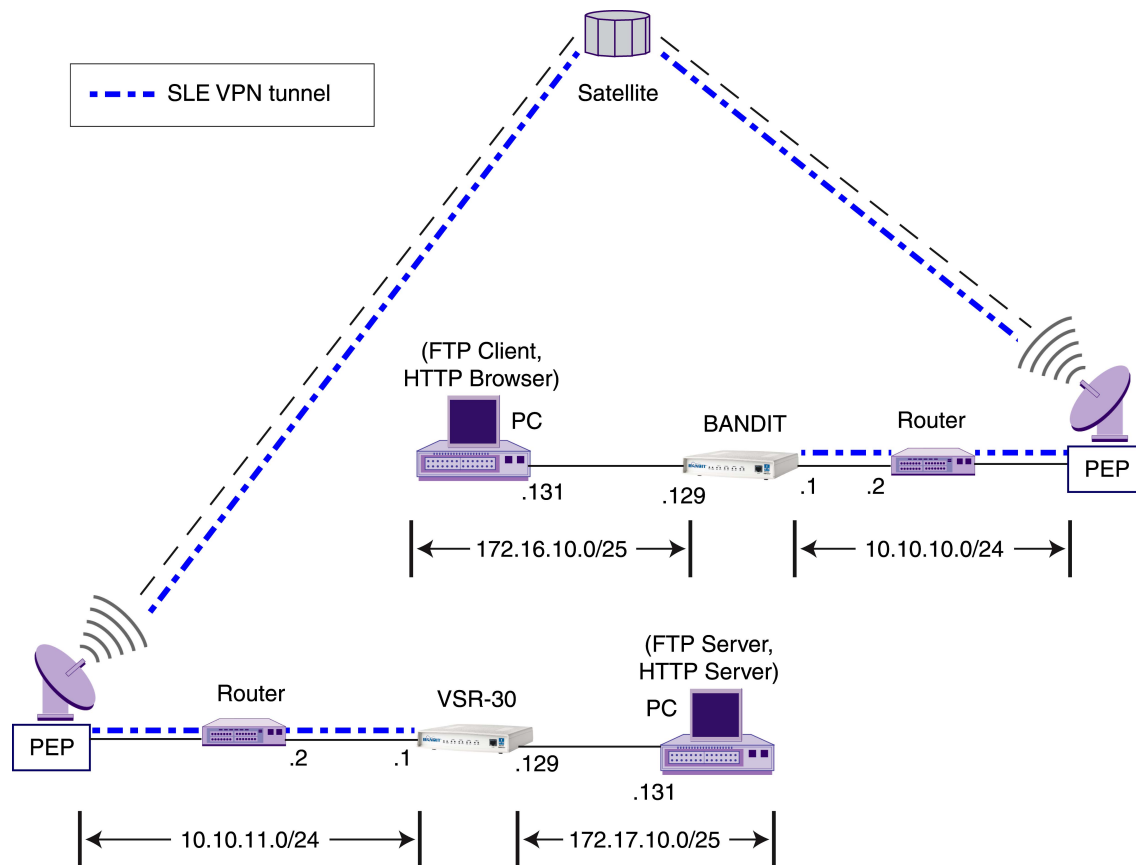 Satellite
SLE VPN tunnel
(FTP Client,
HTTP Browser)
PC
BANDIT
Router
PEP
BANDIT
.131
.129
.1
.2
172.16.10.0/25
10.10.10.0/24
(FTP Server,
HTTP Server)
PC
Router
VSR-30
PEP
BANDIT
.2
.1
.129
.131
10.10.11.0/24
172.17.10.0/25